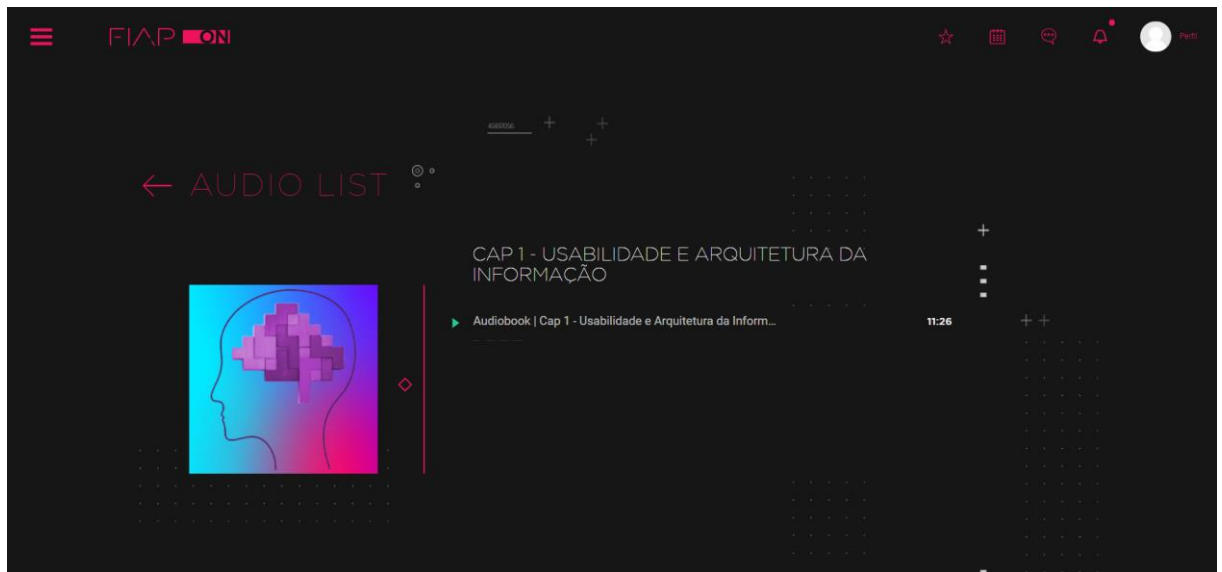 FIAP ON
Perfil
AUDIO LIST
CAP 1 - USABILIDADE E ARQUITETURA DA
INFORMAÇÃO
Audiobook | Cap 1 - Usabilidade e Arquitetura da Inform...
11:26